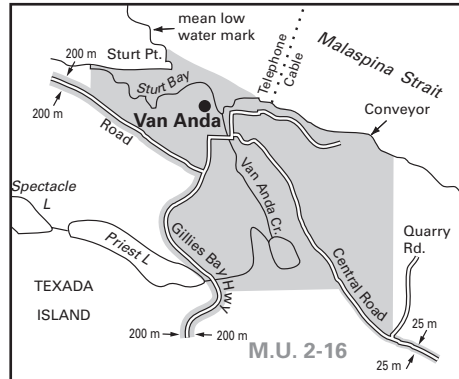 mean low
water mark
200 m
Sturt Pt.
200 m
Sturt Bay
Telephone
Cable
Malaspina Strait
Conveyor
Van Anda
Road
Spectacle
L
Van Anda Cr.
Priest L
Gillies Bay Hwy
Quarry
Rd.
Central Road
TEXADA
ISLAND
200 m
200 m
25 m
25 m
M.U. 2-16